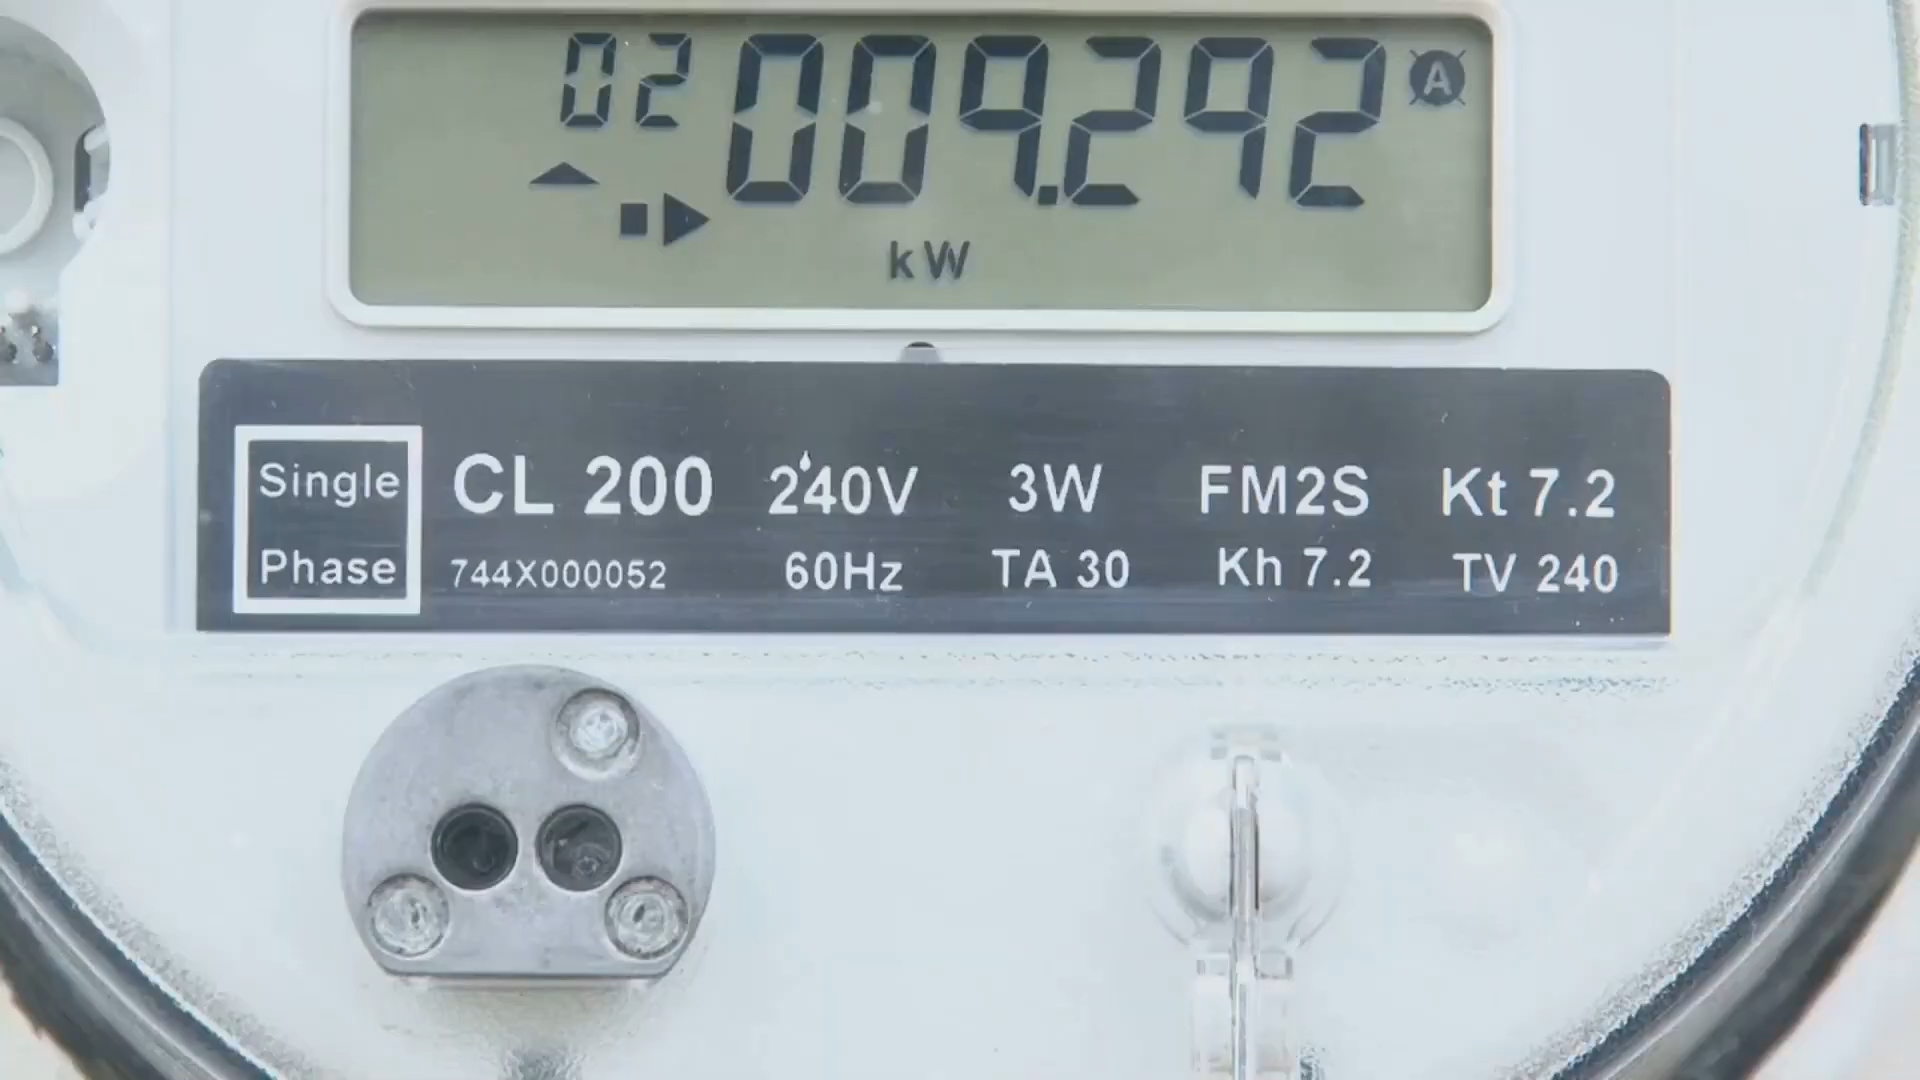 02 009.292 A
kW
Single Phase
CL 200 240V 3W FM2S Kt 7.2
744X000052 60Hz TA 30 Kh 7.2 TV 240